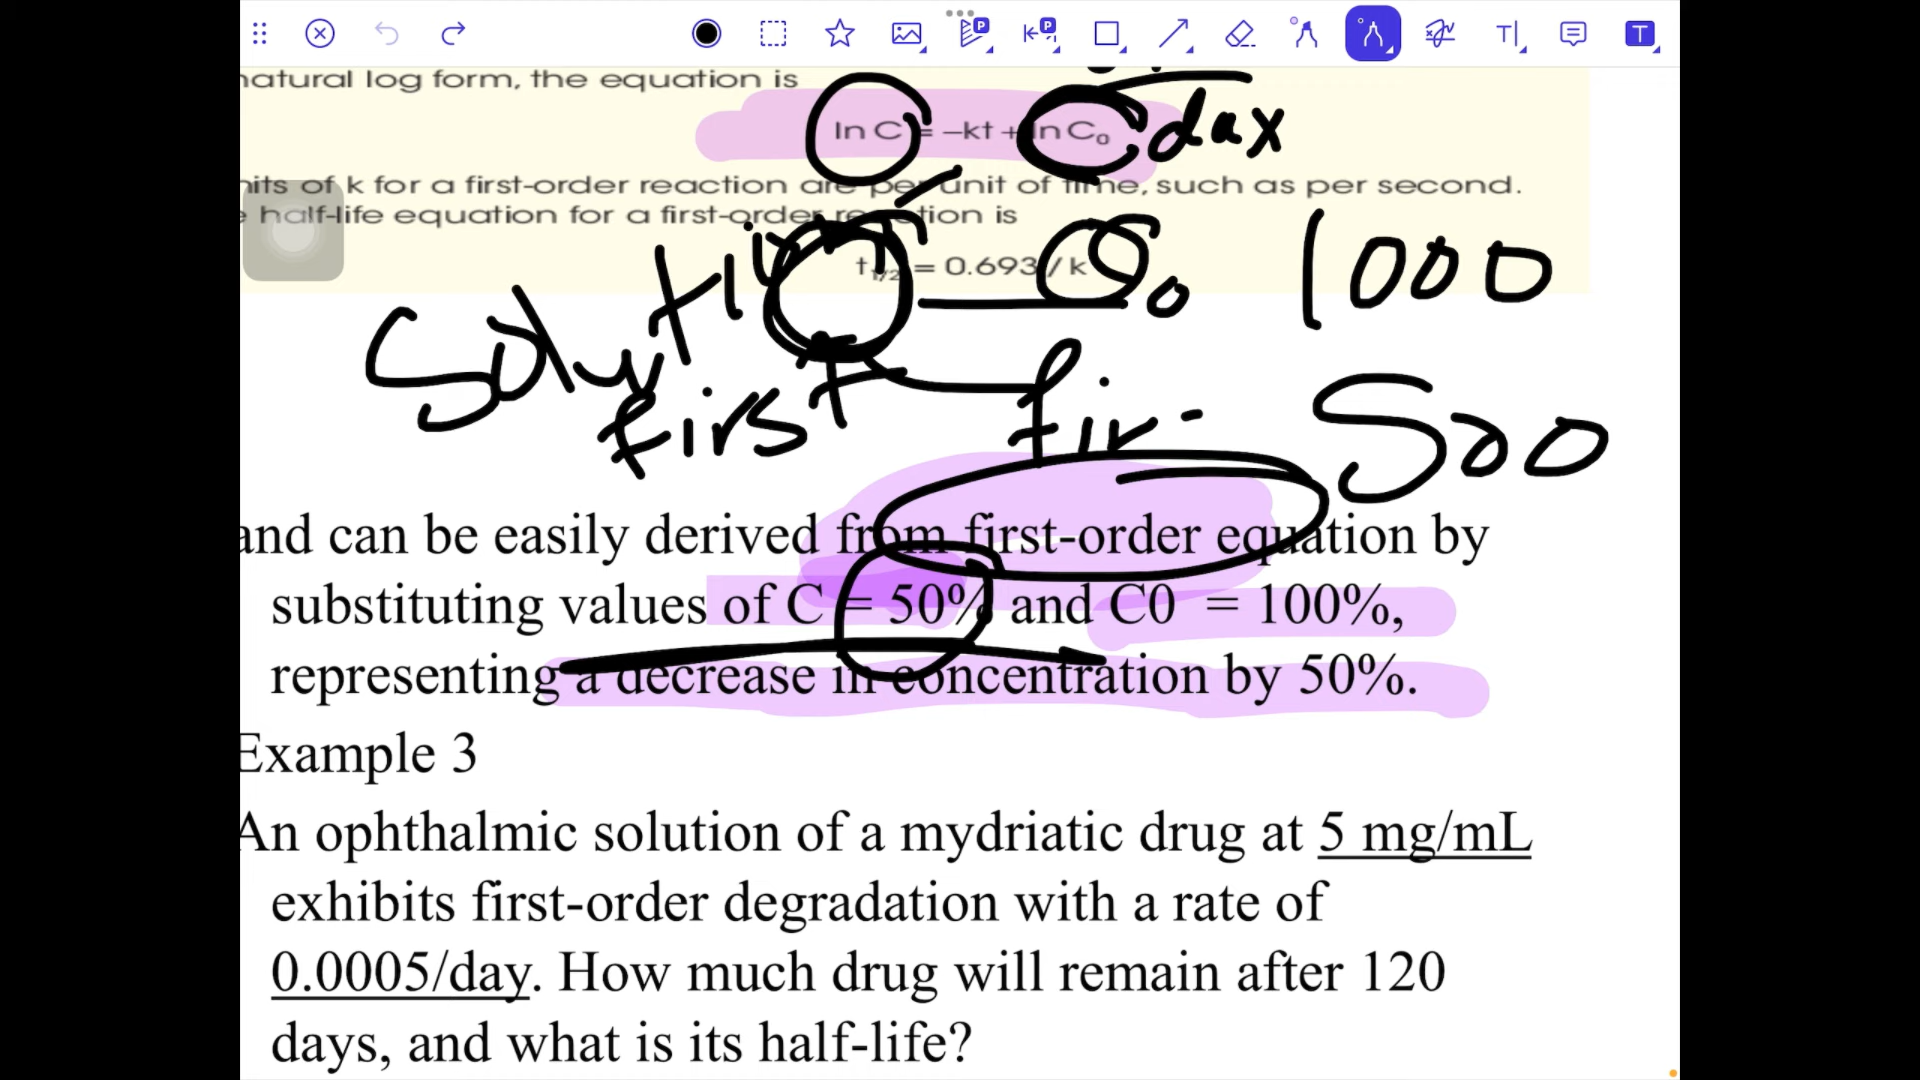 natural log form, the equation is
ln C = –kt + ln C₀ dax
units of k for a first-order reaction are per unit of time, such as per second.
half-life equation for a first-order reaction is
t₁/₂ = 0.693 / k
1000
first fir- 500
and can be easily derived from first-order equation by
substituting values of C = 50% and C0 = 100%,
representing a decrease in concentration by 50%.
Example 3
An ophthalmic solution of a mydriatic drug at 5 mg/mL
exhibits first-order degradation with a rate of
0.0005/day. How much drug will remain after 120
days, and what is its half-life?